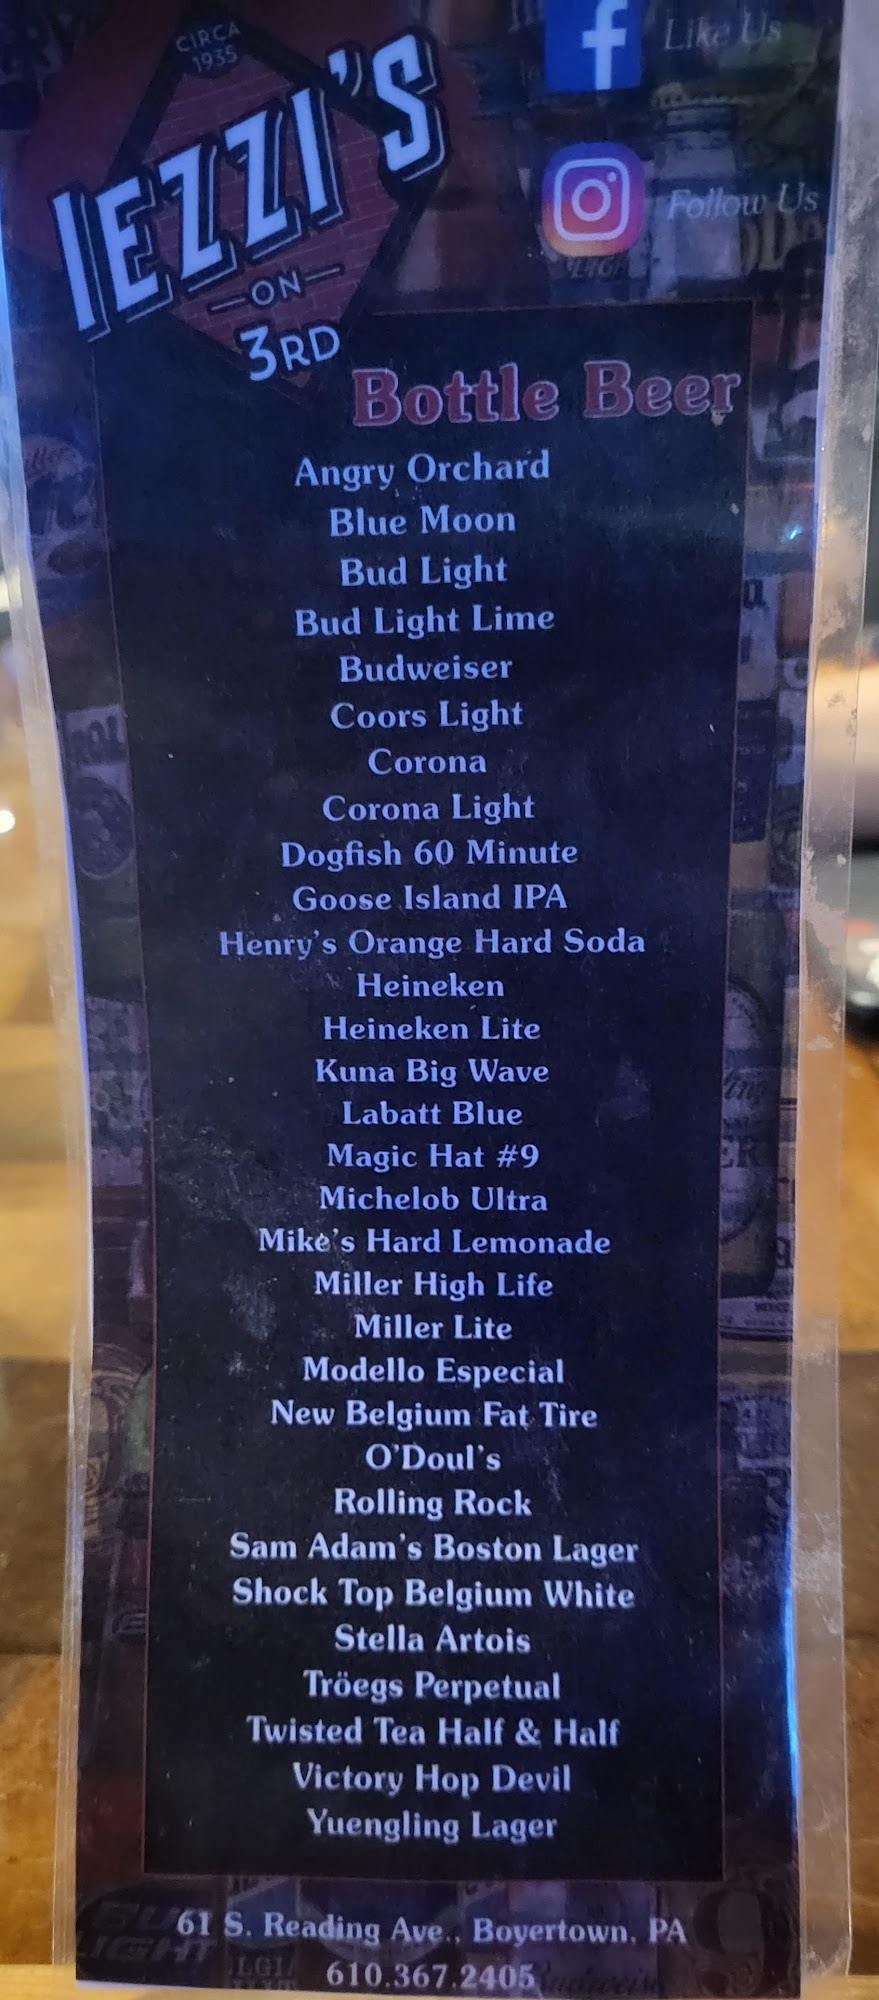 CIRCA
1935
IEZZI'S
—ON—
3RD
Like Us
Follow Us
Bottle Beer
Angry Orchard
Blue Moon
Bud Light
Bud Light Lime
Budweiser
Coors Light
Corona
Corona Light
Dogfish 60 Minute
Goose Island IPA
Henry's Orange Hard Soda
Heineken
Heineken Lite
Kuna Big Wave
Labatt Blue
Magic Hat #9
Michelob Ultra
Mike's Hard Lemonade
Miller High Life
Miller Lite
Modello Especial
New Belgium Fat Tire
O'Doul's
Rolling Rock
Sam Adam's Boston Lager
Shock Top Belgium White
Stella Artois
Tröegs Perpetual
Twisted Tea Half & Half
Victory Hop Devil
Yuengling Lager
61 S. Reading Ave., Boyertown, PA
610.367.2405